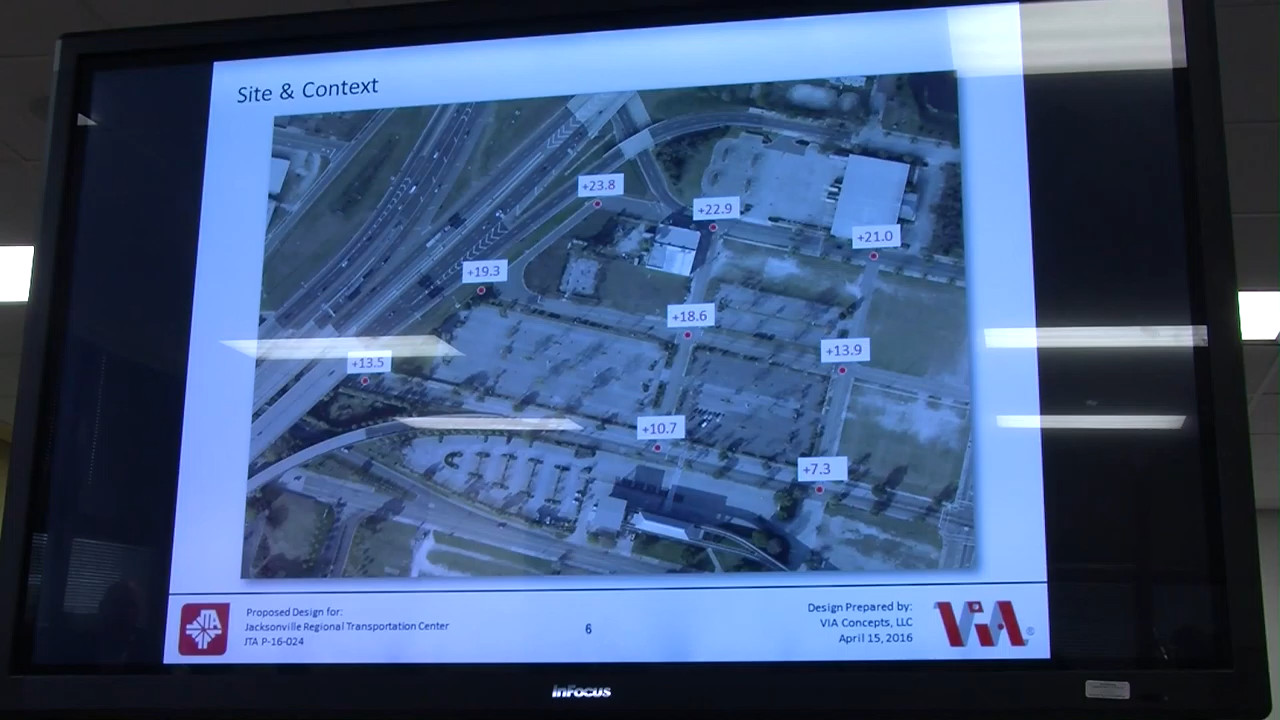 Site & Context
+23.8
+22.9
+21.0
+19.3
+18.6
+13.9
+13.5
+10.7
+7.3
JTA
Proposed Design for:
Jacksonville Regional Transportation Center
JTA P-16-024
6
Design Prepared by:
VIA Concepts, LLC
April 15, 2016
VIA®
InFocus